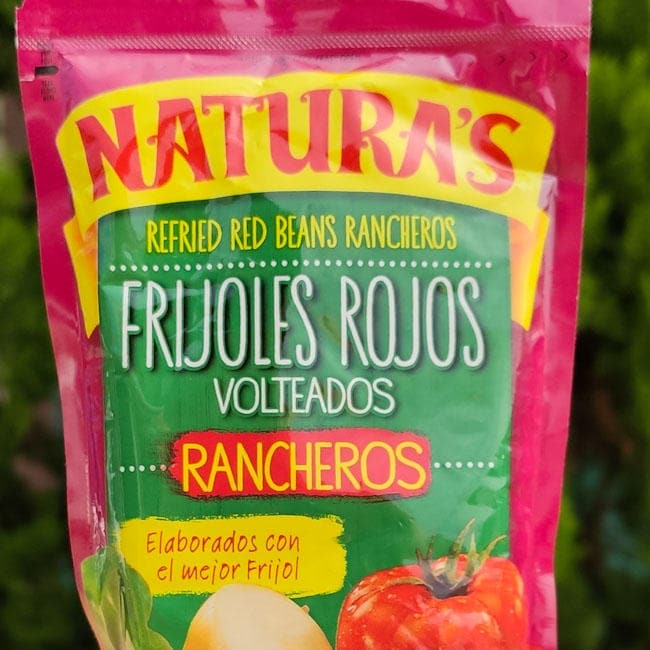 NATURA'S
REFRIED RED BEANS RANCHEROS
FRIJOLES ROJOS
VOLTEADOS
RANCHEROS
Elaborados con
el mejor Frijol